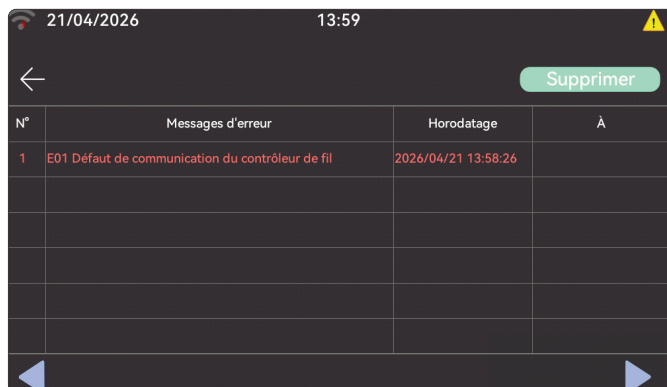 21/04/2026 13:59
Supprimer
N° Messages d'erreur Horodatage À
1 E01 Défaut de communication du contrôleur de fil 2026/04/21 13:58:26